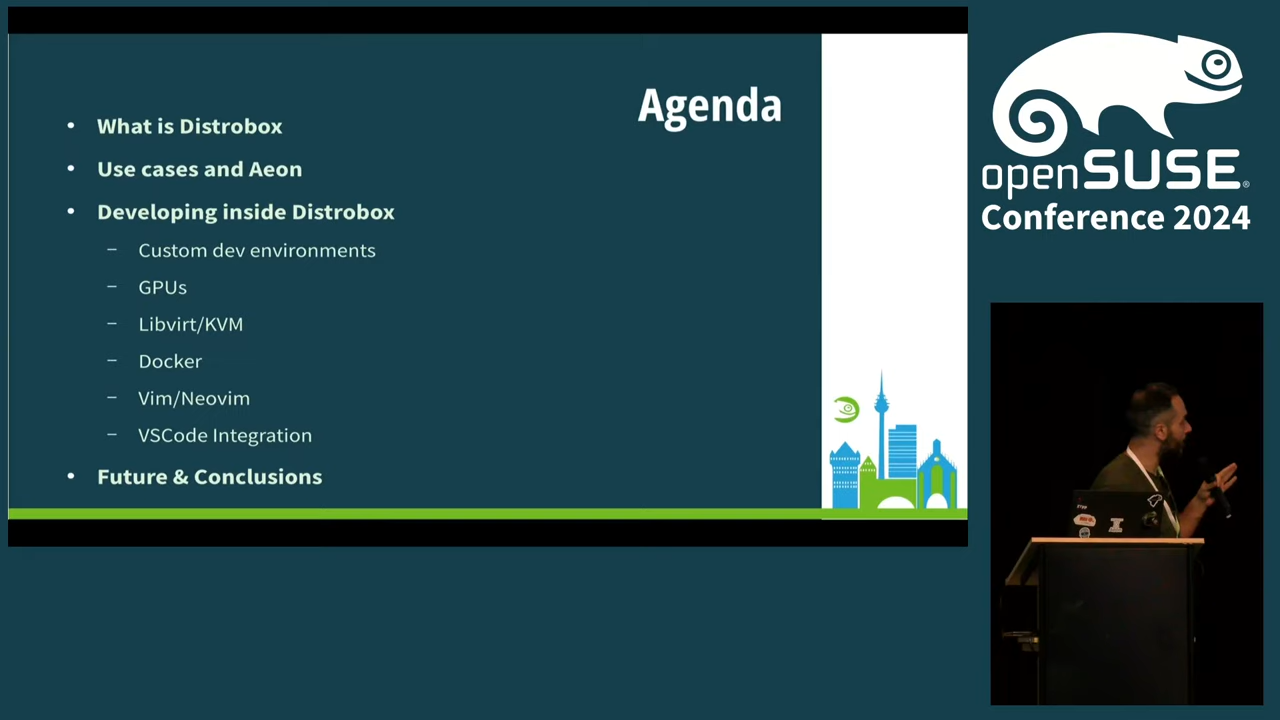 Agenda
• What is Distrobox
• Use cases and Aeon
• Developing inside Distrobox
– Custom dev environments
– GPUs
– Libvirt/KVM
– Docker
– Vim/Neovim
– VSCode Integration
• Future & Conclusions
openSUSE®
Conference 2024